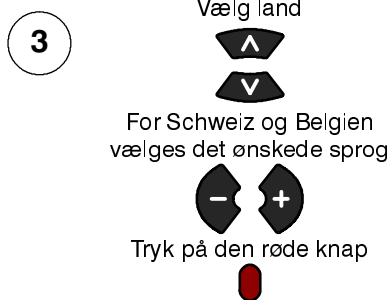 3
Vælg land
For Schweiz og Belgien
vælges det ønskede sprog
Tryk på den røde knap